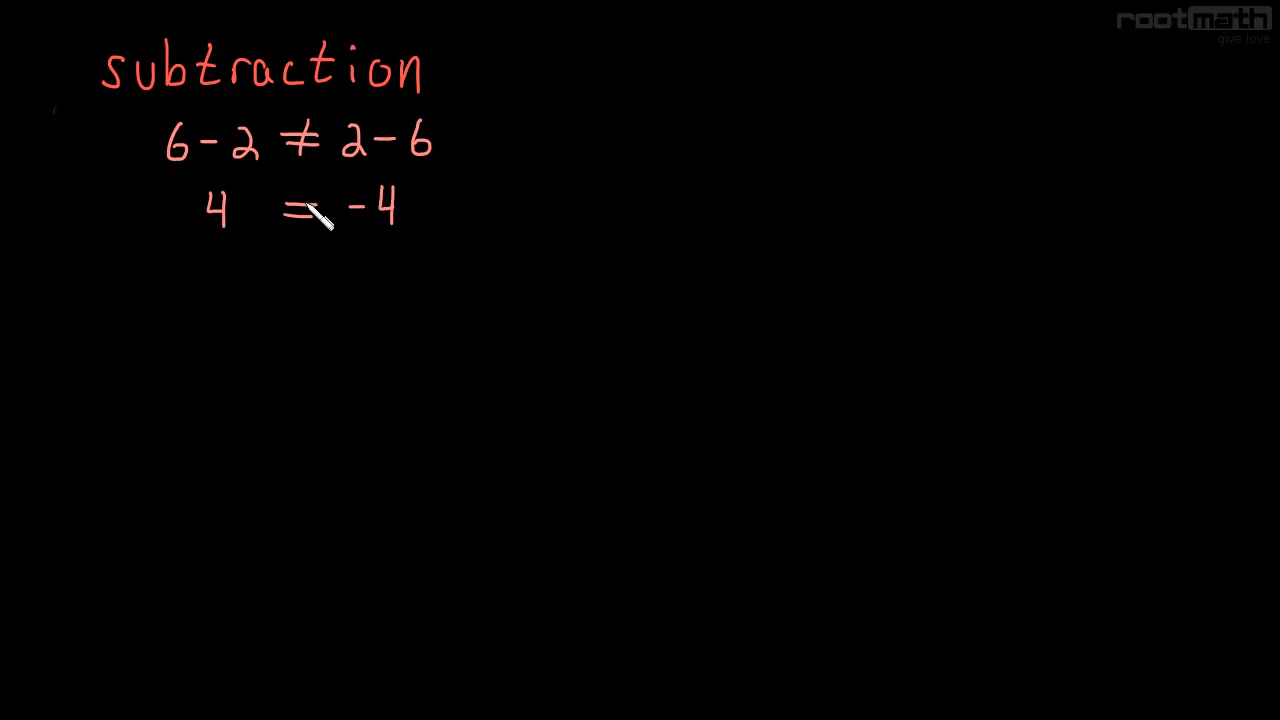 rootmath
give love
subtraction
6 - 2 ≠ 2 - 6
4 = -4